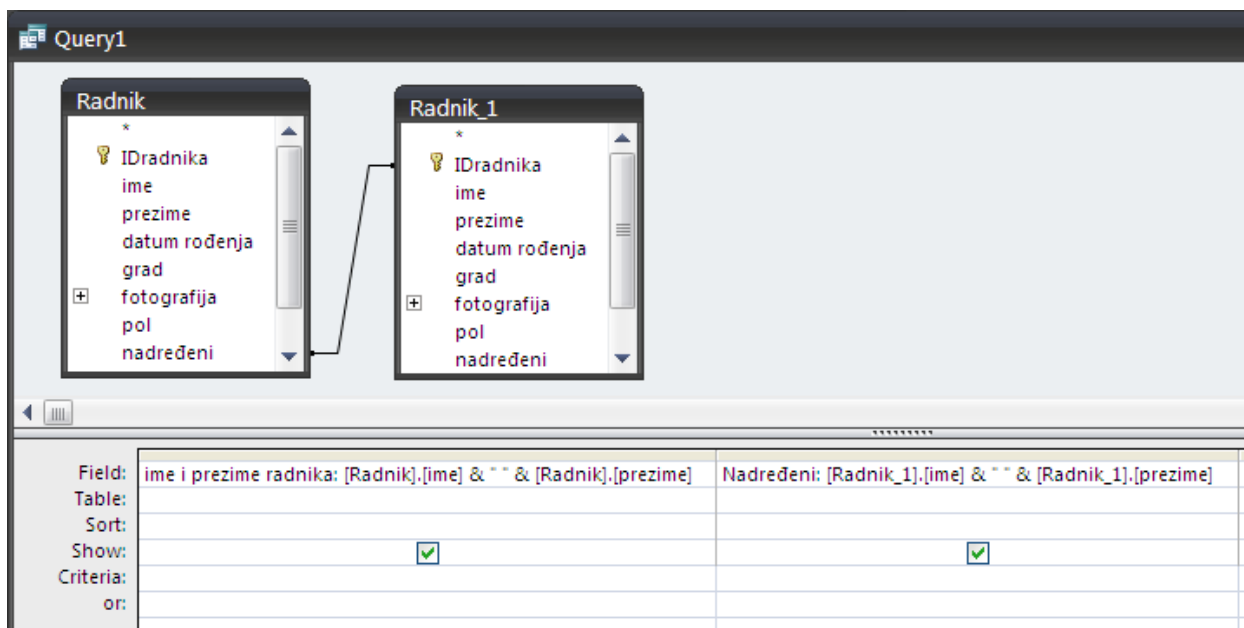 Query1
Radnik
*
IDradnika
ime
prezime
datum rođenja
grad
fotografija
pol
nadređeni
Radnik_1
*
IDradnika
ime
prezime
datum rođenja
grad
fotografija
pol
nadređeni
Field: ime i prezime radnika: [Radnik].[ime] & " " & [Radnik].[prezime] Nadređeni: [Radnik_1].[ime] & " " & [Radnik_1].[prezime]
Table:
Sort:
Show:
Criteria:
or: